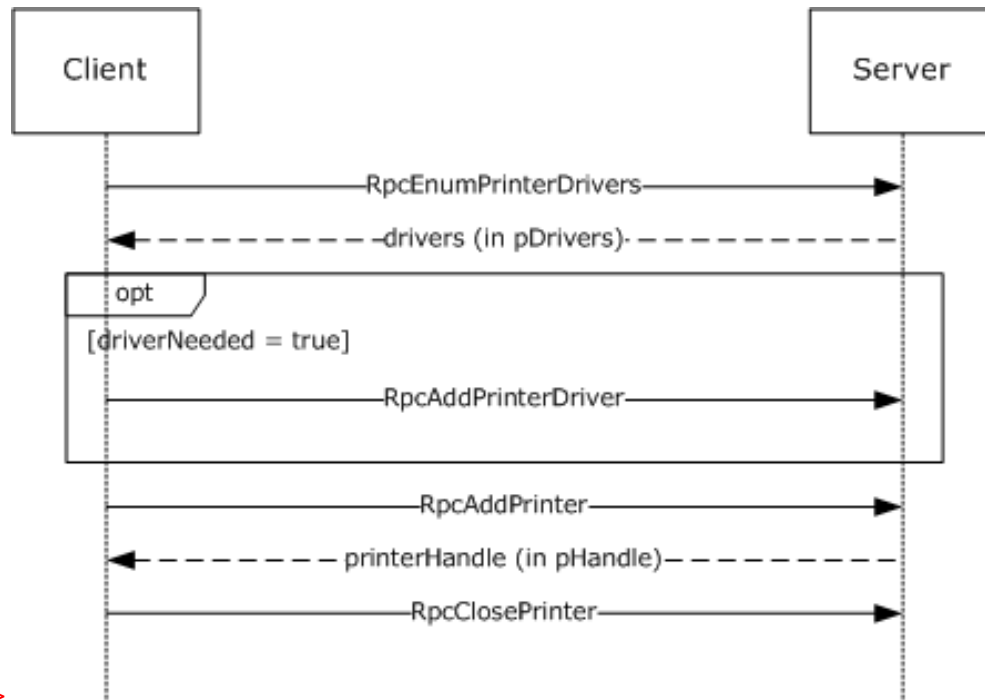 Client
Server
RpcEnumPrinterDrivers
drivers (in pDrivers)
opt
[driverNeeded = true]
RpcAddPrinterDriver
RpcAddPrinter
printerHandle (in pHandle)
RpcClosePrinter